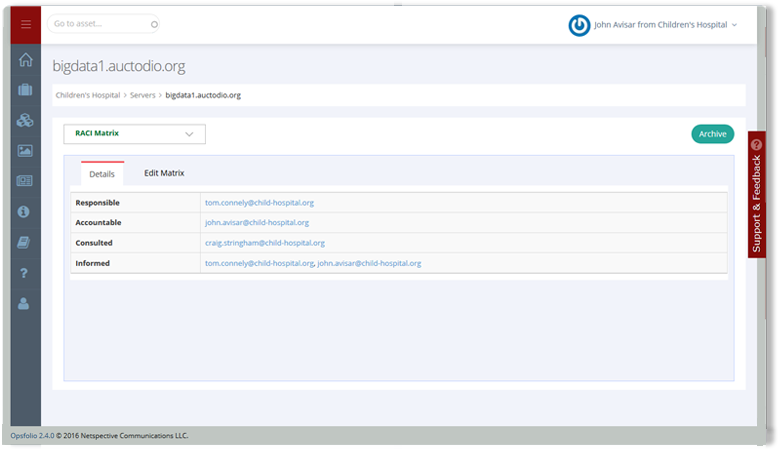 Go to asset...
John Avisar from Children's Hospital
bigdata1.auctodio.org
Children's Hospital > Servers > bigdata1.auctodio.org
RACI Matrix
Archive
Details Edit Matrix
Responsible tom.connely@child-hospital.org
Accountable john.avisar@child-hospital.org
Consulted craig.stringham@child-hospital.org
Informed tom.connely@child-hospital.org, john.avisar@child-hospital.org
Support & Feedback ?
Opsfolio 2.4.0 © 2016 Netspective Communications LLC.